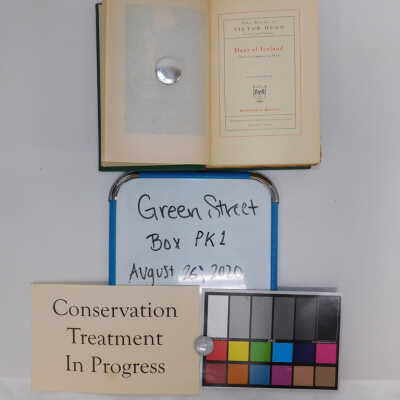 The Works of
VICTOR HUGO
Hans of Iceland
Green Street
Box PK1
August 26, 2020
Conservation
Treatment
In Progress